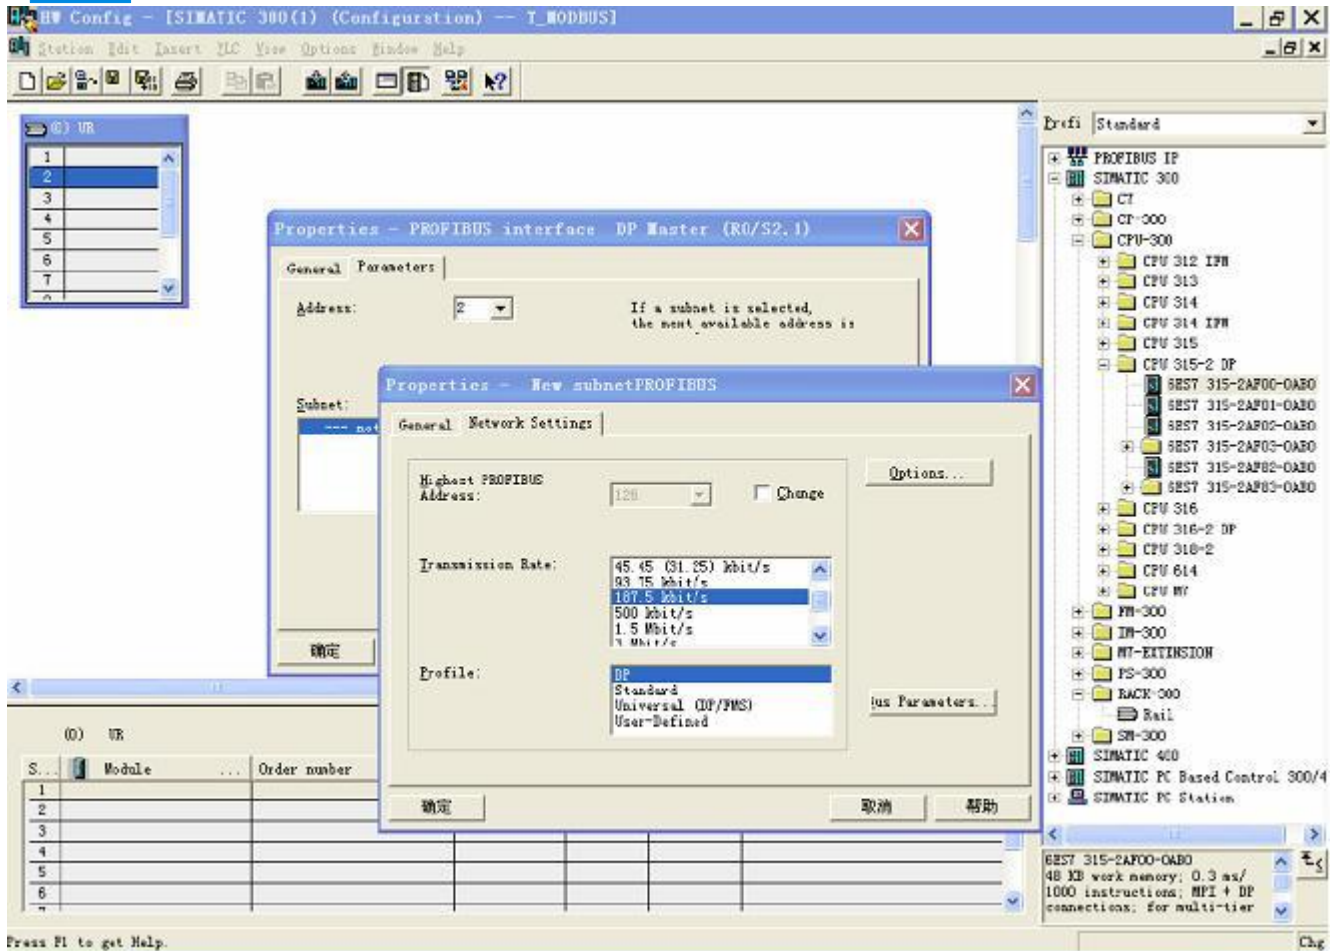 HW Config - [SIMATIC 300(1) (Configuration) -- T_MODBUS]
Station Edit Insert PLC View Options Window Help
(0) UR
1
2
3
4
5
6
7
Properties - PROFIBUS interface DP Master (R0/S2.1)
General Parameters
Address:
2
If a subnet is selected,
the next available address is
Subnet:
--- not
确定
Properties - New subnetPROFIBUS
General Network Settings
Highest PROFIBUS
Address:
126
Change
Options...
Transmission Rate:
45.45 (31.25) kbit/s
93.75 kbit/s
187.5 kbit/s
500 kbit/s
1.5 Mbit/s
3 Mbit/s
Profile:
DP
Standard
Universal (DP/FMS)
User-Defined
us Parameters...
确定
取消
帮助
Profi Standard
PROFIBUS IP
SIMATIC 300
C7
CP-300
CPU-300
CPU 312 IFM
CPU 313
CPU 314
CPU 314 IFM
CPU 315
CPU 315-2 DP
6ES7 315-2AF00-0AB0
6ES7 315-2AF01-0AB0
6ES7 315-2AF02-0AB0
6ES7 315-2AF03-0AB0
6ES7 315-2AF82-0AB0
6ES7 315-2AF83-0AB0
CPU 316
CPU 316-2 DP
CPU 318-2
CPU 614
CPU M7
FM-300
IM-300
M7-EXTENSION
PS-300
RACK-300
Rail
SM-300
SIMATIC 400
SIMATIC PC Based Control 300/4
SIMATIC PC Station
6ES7 315-2AF00-0AB0
48 KB work memory; 0.3 ms/
1000 instructions; MPI + DP
connections; for multi-tier
(0) UR
S... Module ... Order number
1
2
3
4
5
6
Press F1 to get Help.
Chg